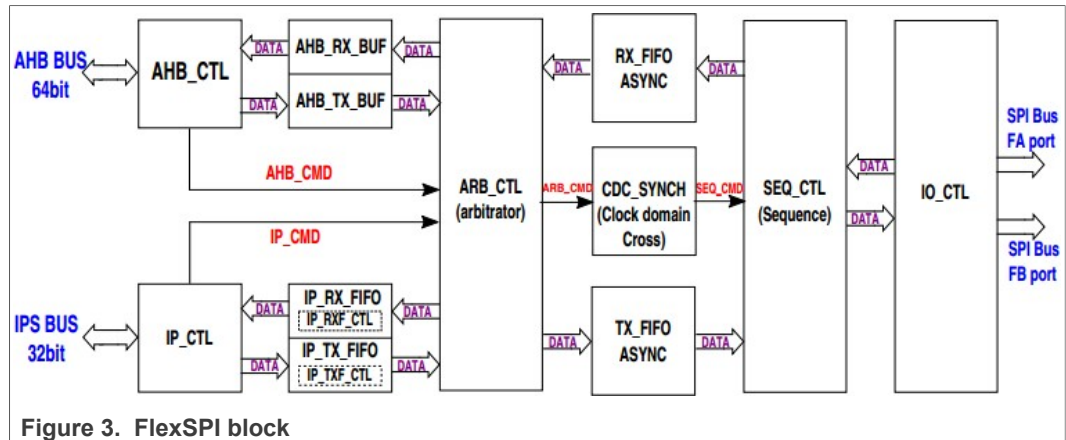 AHB BUS
64bit
AHB_CTL
DATA
AHB_RX_BUF
DATA
DATA
AHB_TX_BUF
DATA
AHB_CMD
IP_CMD
IPS BUS
32bit
IP_CTL
DATA
IP_RX_FIFO
IP_RXF_CTL
DATA
DATA
IP_TX_FIFO
IP_TXF_CTL
DATA
ARB_CTL
(arbitrator)
DATA
RX_FIFO
ASYNC
DATA
ARB_CMD
CDC_SYNCH
(Clock domain
Cross)
SEQ_CMD
DATA
TX_FIFO
ASYNC
DATA
SEQ_CTL
(Sequence)
DATA
DATA
IO_CTL
SPI Bus
FA port
SPI Bus
FB port
Figure 3. FlexSPI block